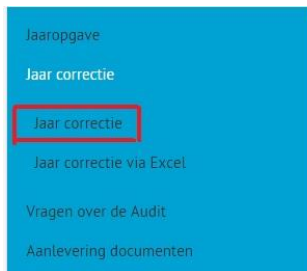 Jaaropgave
Jaar correctie
Jaar correctie
Jaar correctie via Excel
Vragen over de Audit
Aanlevering documenten